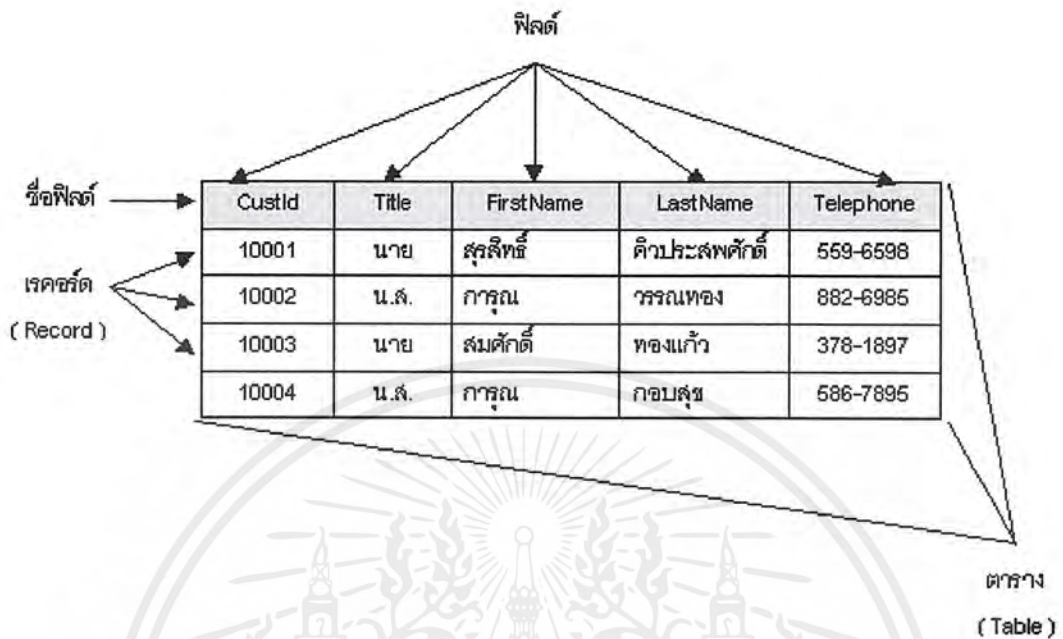 ฟิลด์
ชื่อฟิลด์
CustId Title FirstName LastName Telephone
เรคอร์ด
( Record )
10001 นาย สุรสิทธิ์ คิวประสพศักดิ์ 559-6598
10002 น.ส. การุณ วรรณทอง 882-6985
10003 นาย สมศักดิ์ ทองแก้ว 378-1897
10004 น.ส. การุณ กอบสุข 586-7895
ตาราง
( Table )